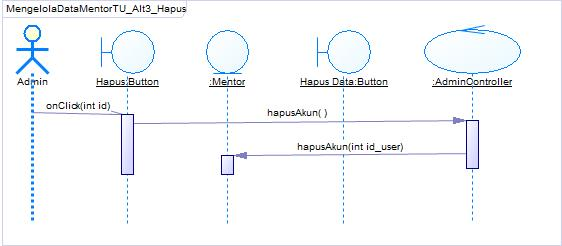 MengelolaDataMentorTU_Alt3_Hapus
Admin
Hapus:Button
:Mentor
Hapus Data:Button
:AdminController
onClick(int id)
hapusAkun( )
hapusAkun(int id_user)